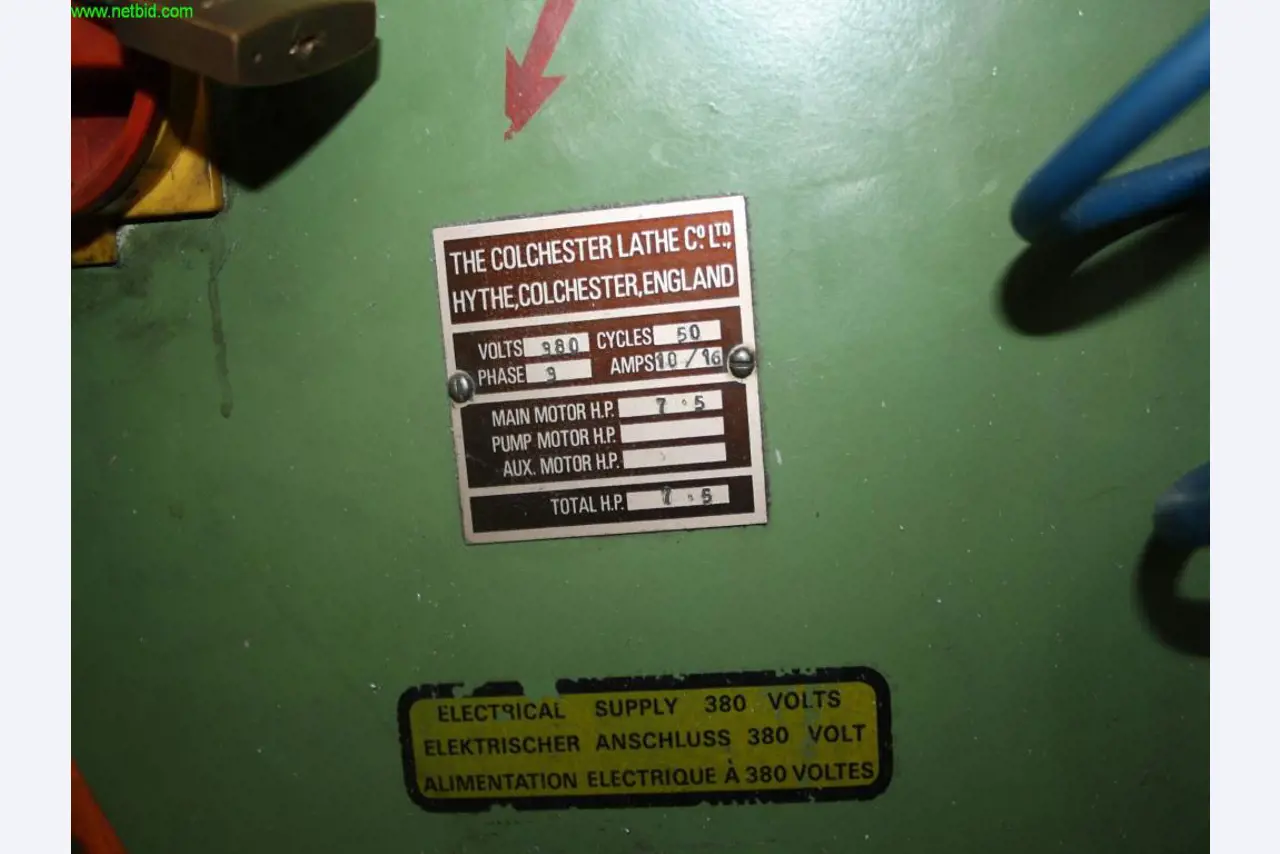 www.netbid.com
THE COLCHESTER LATHE CO. LTD.,
HYTHE, COLCHESTER, ENGLAND
VOLTS 380 CYCLES 50
PHASE 3 AMPS 10/16
MAIN MOTOR H.P. 7.5
PUMP MOTOR H.P.
AUX. MOTOR H.P.
TOTAL H.P. 7.5
ELECTRICAL SUPPLY 380 VOLTS
ELEKTRISCHER ANSCHLUSS 380 VOLT
ALIMENTATION ELECTRIQUE À 380 VOLTES